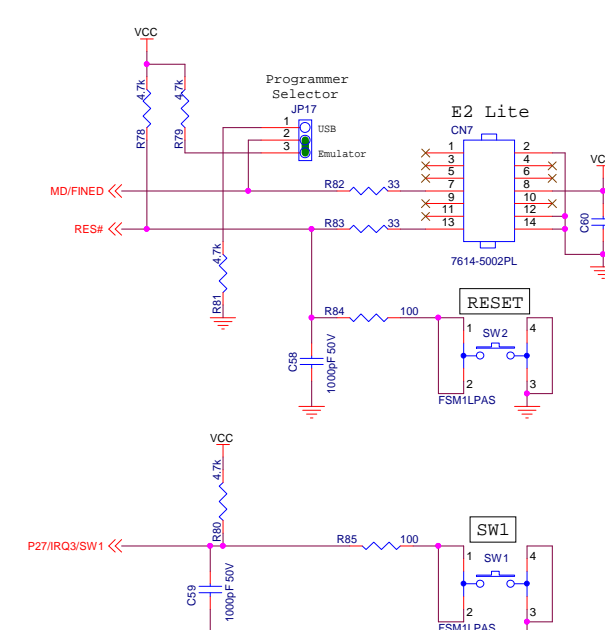 VCC
4.7k
4.7k
R78
R79
Programmer
Selector
JP17
1
USB
2
3
Emulator
E2 Lite
CN7
1
2
3
4
5
6
7
8
9
10
11
12
13
14
7614-5002PL
VC
C60
MD/FINED
R82
33
RES#
R83
33
4.7k
R81
R84
100
C58
1000pF 50V
RESET
1
SW2
4
2
3
FSM1LPAS
VCC
4.7k
R80
P27/IRQ3/SW1
R85
100
C59
1000pF 50V
SW1
1
SW1
4
2
3
FSM1LPAS